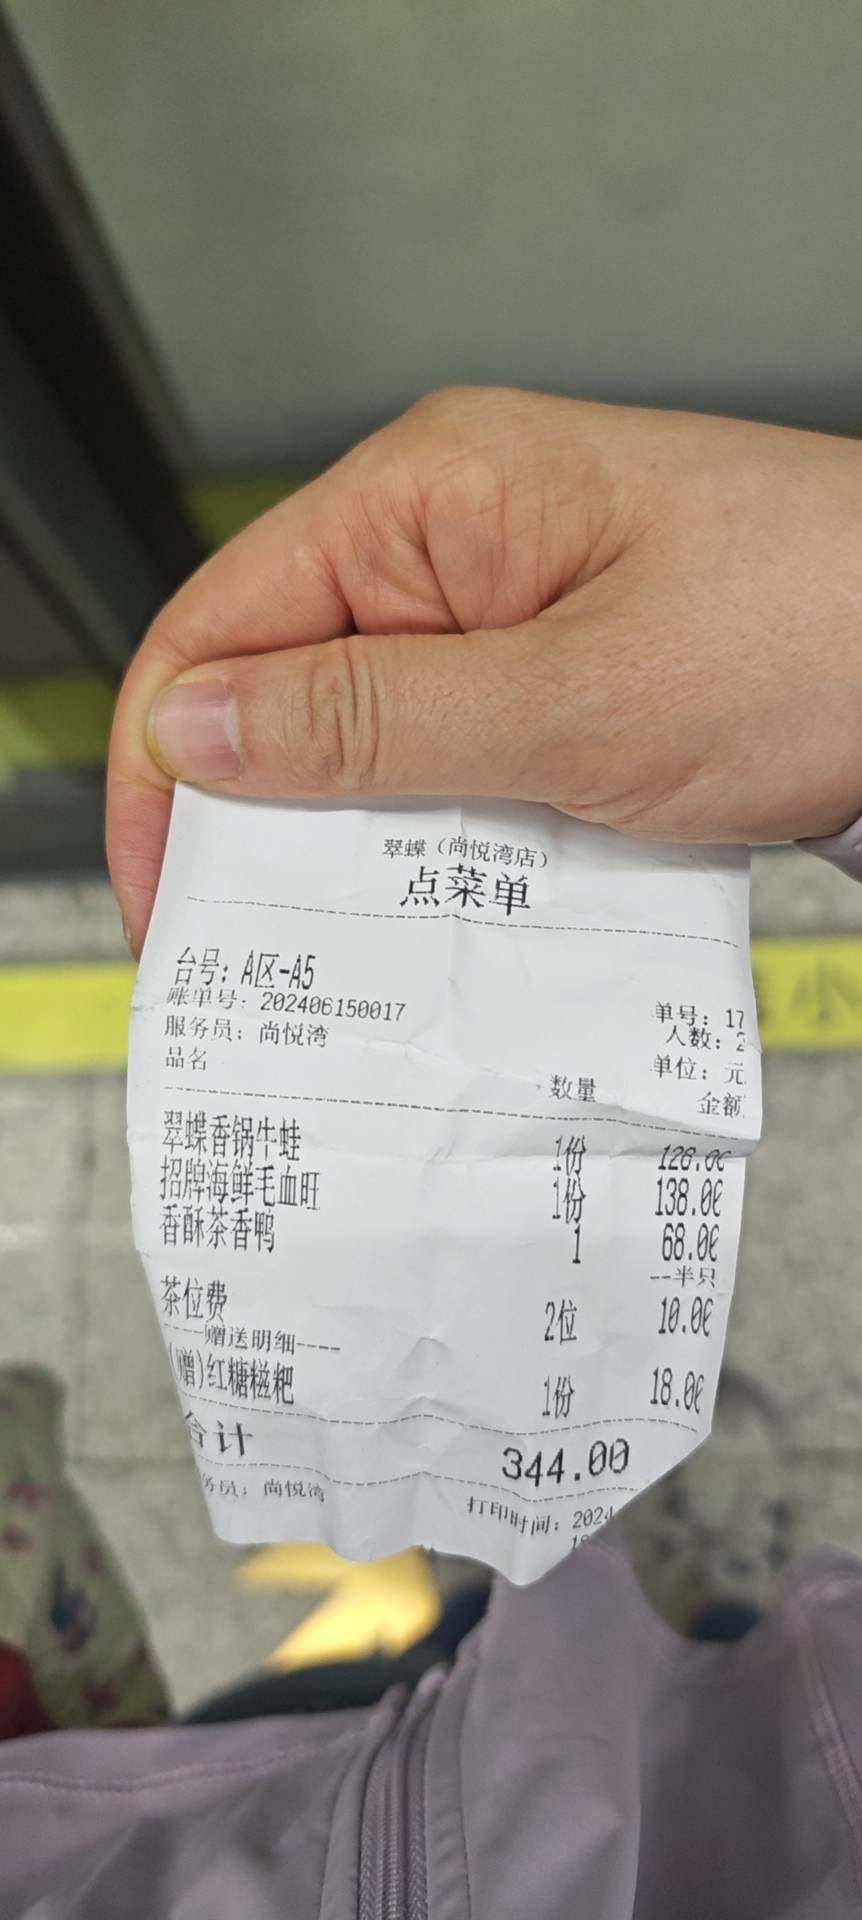 翠蝶（尚悦湾店）
点菜单
台号：A区-A5
账单号：202406150017 单号：17
服务员：尚悦湾 人数：2
单位：元
品名 数量 金额
翠蝶香锅牛蛙 1份 128.00
招牌海鲜毛血旺 1份 138.00
香酥茶香鸭 1 68.00
--半只
茶位费 2位 10.00
----赠送明细----
(赠)红糖糍粑 1份 18.00
合计 344.00
务员：尚悦湾 打印时间：2024
小